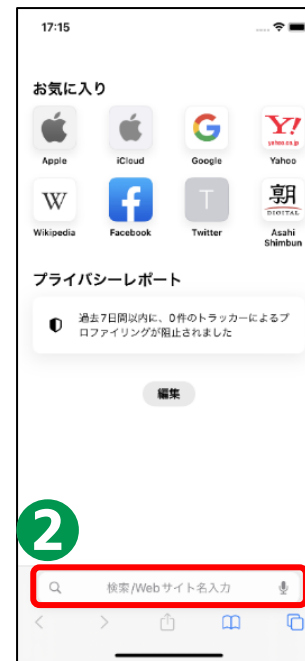 17:15
お気に入り
G
Y!
yahoo.co.jp
Apple
iCloud
Google
Yahoo
W
f
T
朝
DIGITAL
Wikipedia
Facebook
Twitter
Asahi
Shimbun
プライバシーレポート
過去7日間以内に、0件のトラッカーによるプ
ロファイリングが阻止されました
編集
2
検索/Webサイト名入力